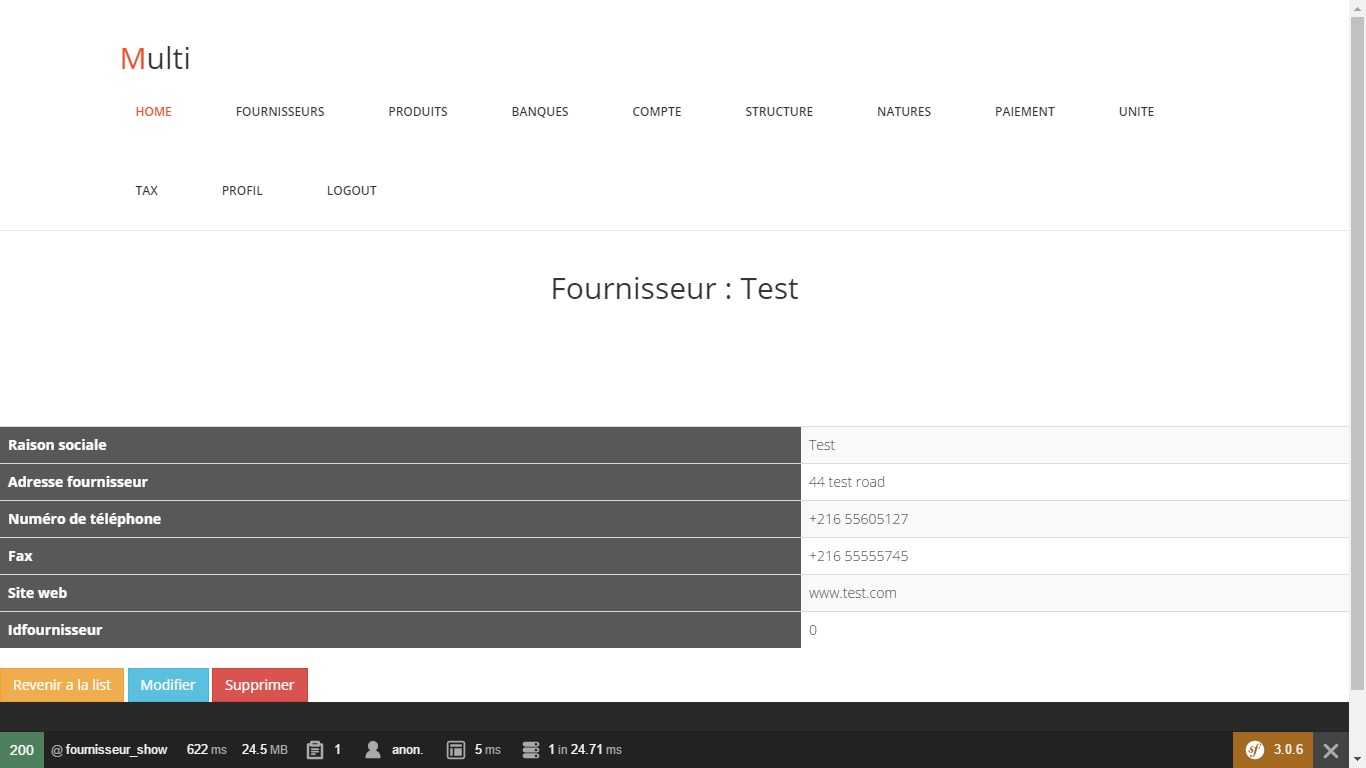 Multi
HOME FOURNISSEURS PRODUITS BANQUES COMPTE STRUCTURE NATURES PAIEMENT UNITE
TAX PROFIL LOGOUT
Fournisseur : Test
Raison sociale Test
Adresse fournisseur 44 test road
Numéro de téléphone +216 55605127
Fax +216 55555745
Site web www.test.com
Idfournisseur 0
Revenir a la list Modifier Supprimer
200 @ fournisseur_show 622 ms 24.5 MB 1 anon. 5 ms 1 in 24.71 ms sf 3.0.6